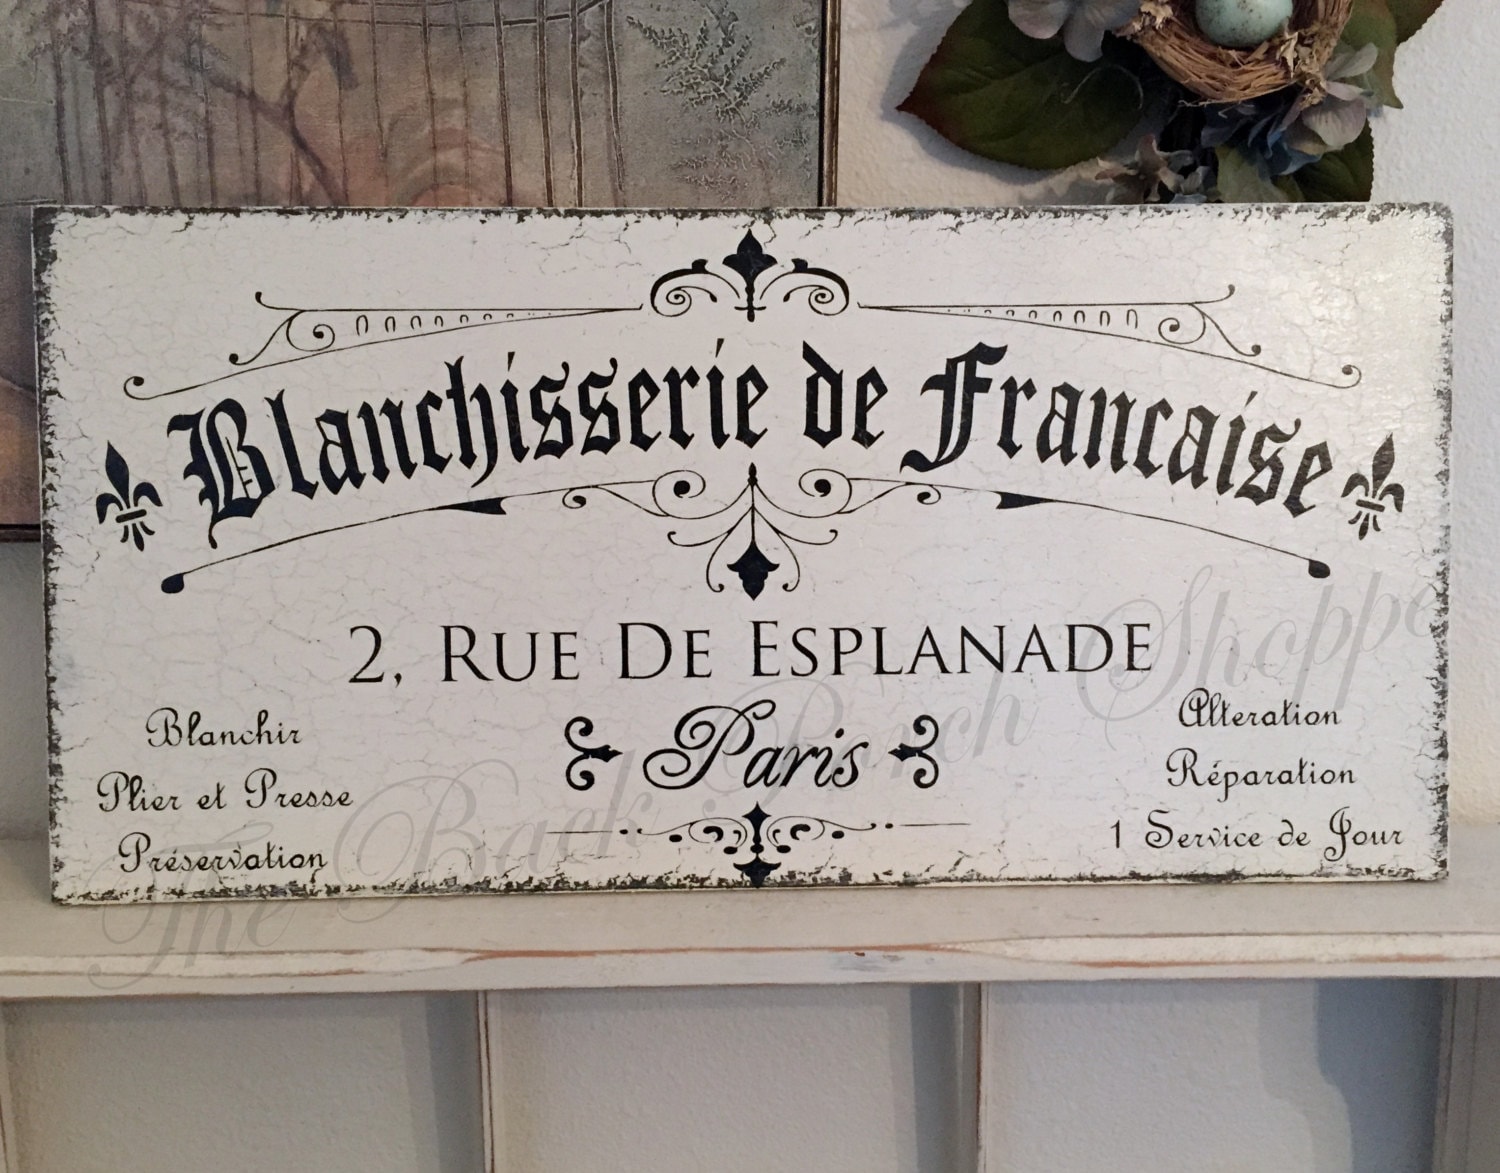 Blanchisserie de Francaise
2, RUE DE ESPLANADE
Paris
Blanchir
Plier et Presse
Préservation
Alteration
Réparation
1 Service de Jour
The Back Porch Shoppe